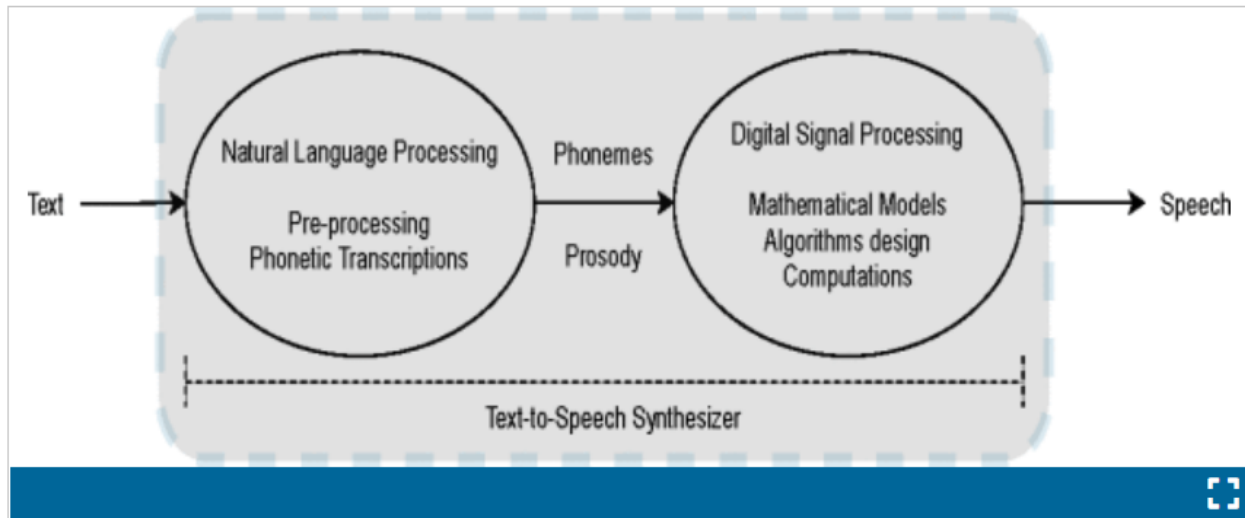 Text
Natural Language Processing
Pre-processing
Phonetic Transcriptions
Phonemes
Prosody
Digital Signal Processing
Mathematical Models
Algorithms design
Computations
Speech
Text-to-Speech Synthesizer